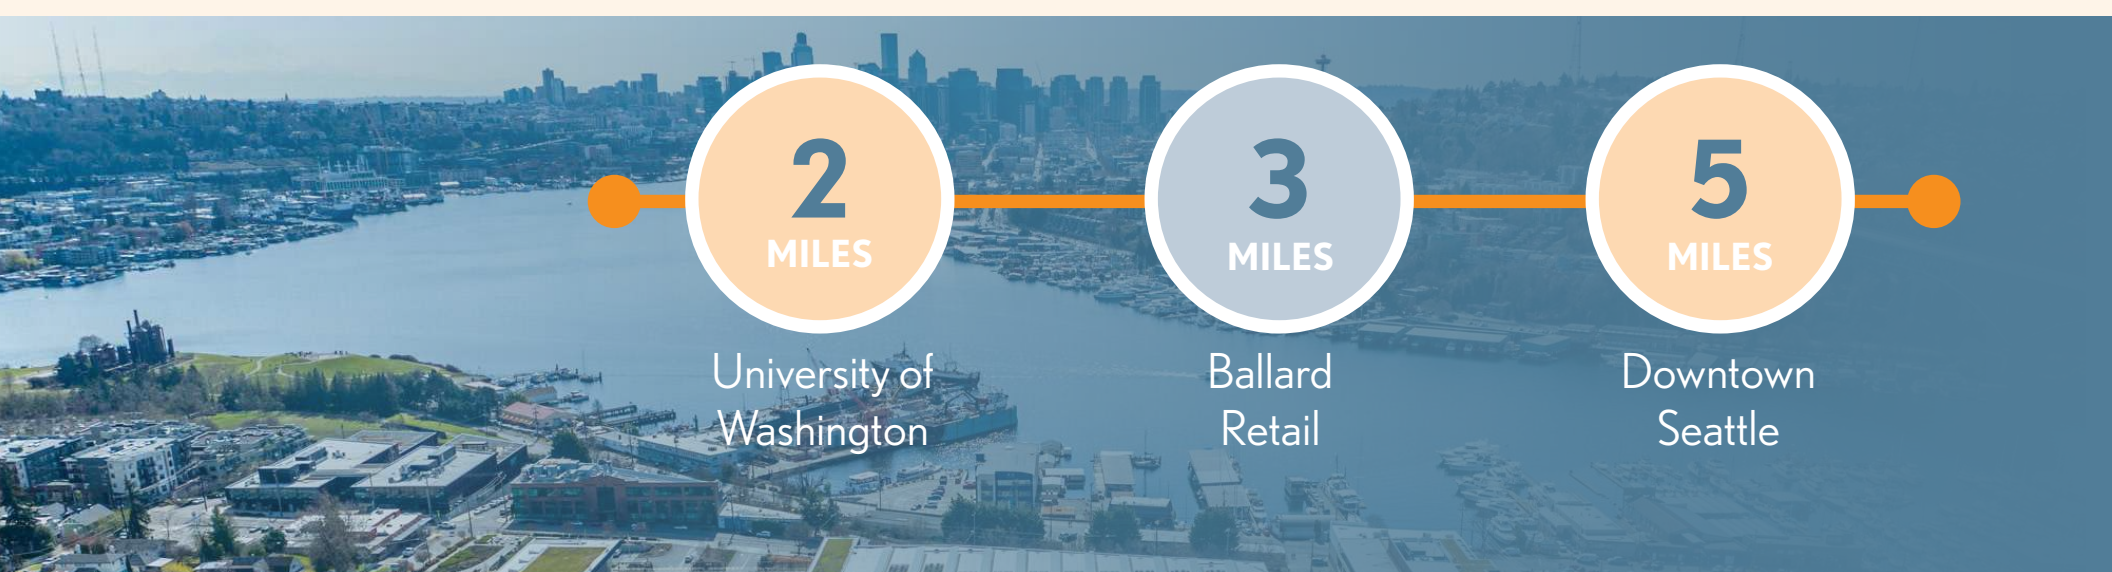 2
MILES
University of
Washington
3
MILES
Ballard
Retail
5
MILES
Downtown
Seattle